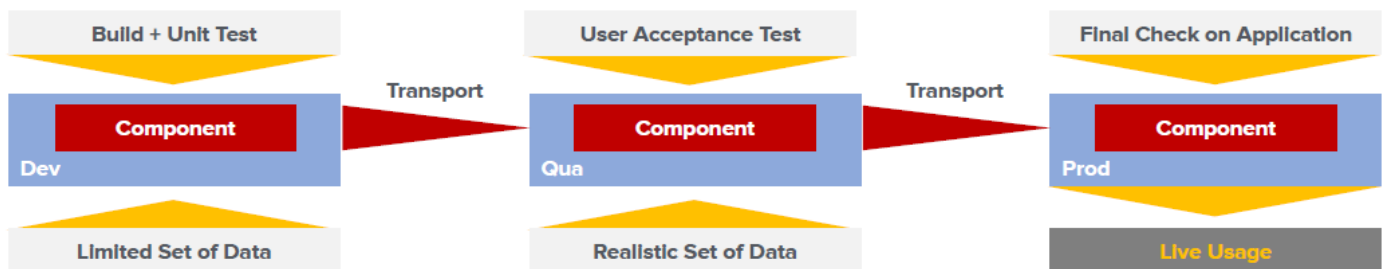 Build + Unit Test
User Acceptance Test
Final Check on Application
Transport
Transport
Component
Component
Component
Dev
Qua
Prod
Limited Set of Data
Realistic Set of Data
Live Usage